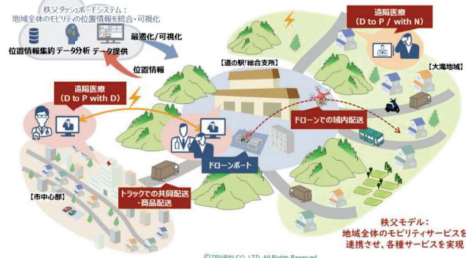 秩父ダッシュボードシステム：
地域全体のモビリティの位置情報を統合・可視化
最適化/可視化
位置情報集約 データ分析 データ提供
位置情報
【道の駅/総合支所】
遠隔医療
(D to P / with N)
【大滝地域】
遠隔医療
(D to P with D)
ドローンでの域内配送
ドローンポート
【市中心部】
トラックでの共同配送
・商品配送
秩父モデル：
地域全体のモビリティサービスを
連携させ、各種サービスを実現
©ZENRIN CO., LTD. All Rights Reserved.